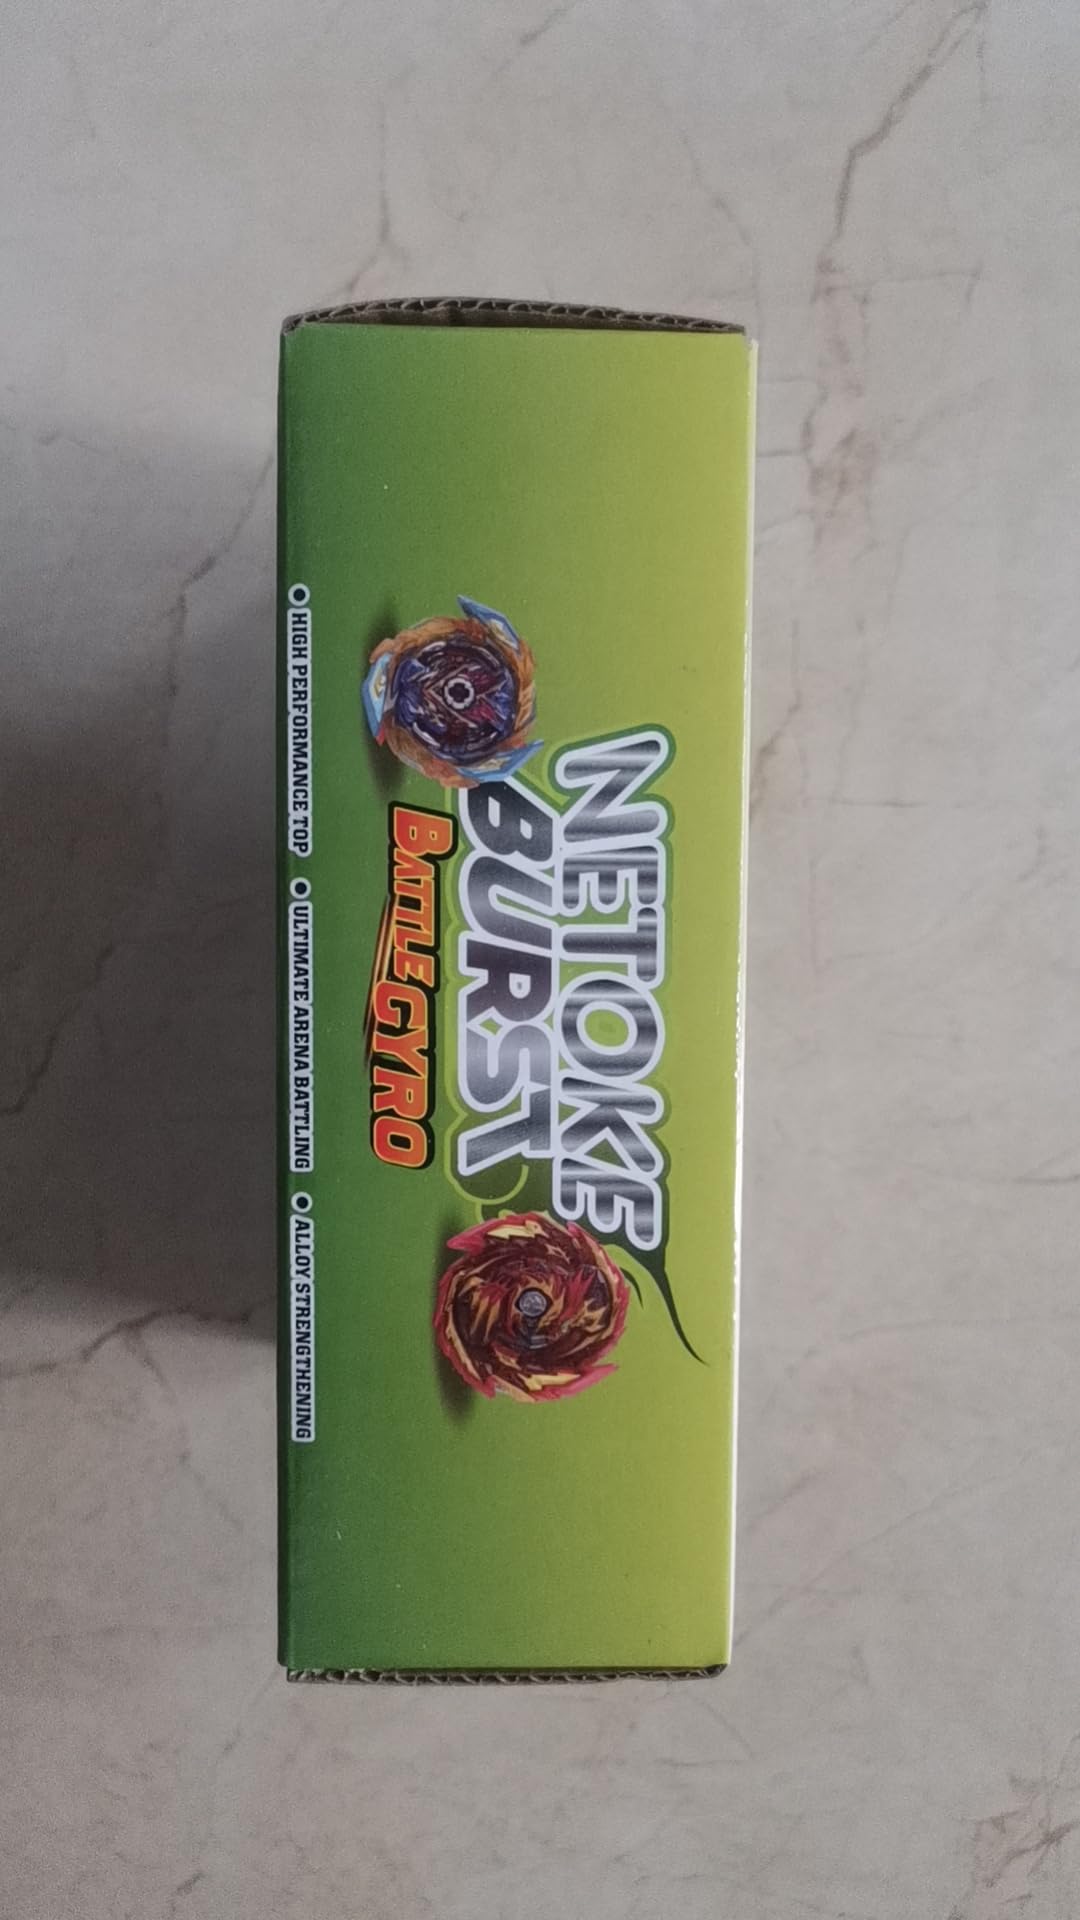 NETOKE
BURST
BATTLE GYRO
HIGH PERFORMANCE TOP
ULTIMATE ARENA BATTLING
ALLOY STRENGTHENING